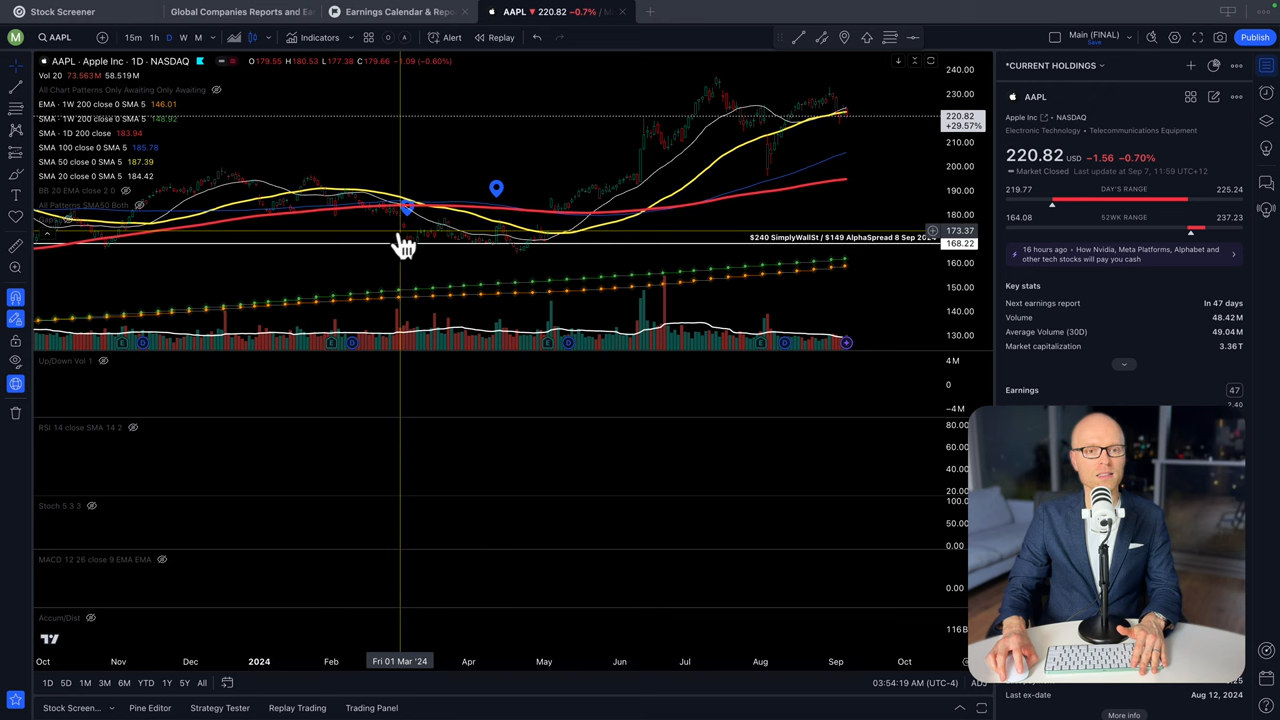 Stock Screener
Global Companies Reports and Ear
Earnings Calendar & Repo
AAPL ▼ 220.82 −0.7% / M
M
AAPL
15m 1h D W M
Indicators
Alert
Replay
Main (FINAL)
Save
Publish
AAPL · Apple Inc. · 1D · NASDAQ
O 179.55 H 180.53 L 177.38 C 179.66 −1.09 (−0.60%)
Vol 20 73.563M 58.519M
All Chart Patterns Only Awaiting Only Awaiting
EMA · 1W 200 close 0 SMA 5 146.01
SMA · 1W 200 close 0 SMA 5 148.92
SMA · 1D 200 close 183.94
SMA 100 close 0 SMA 5 185.78
SMA 50 close 0 SMA 5 187.39
SMA 20 close 0 SMA 5 184.42
BB 20 EMA close 2 0
All Patterns SMA50 Both
240.00
230.00
220.82
+29.57%
210.00
200.00
190.00
180.00
173.37
$240 SimplyWallSt / $149 AlphaSpread 8 Sep 2024
168.22
160.00
150.00
140.00
130.00
E D E D E D E D
Up/Down Vol 1
4M
0
−4M
RSI 14 close SMA 14 2
80.00
60.00
40.00
20.00
Stoch 5 3 3
100.0
50.00
0.00
MACD 12 26 close 9 EMA EMA
0.00
Accum/Dist
116B
Oct Nov Dec 2024 Feb Fri 01 Mar '24 Apr May Jun Jul Aug Sep Oct
1D 5D 1M 3M 6M YTD 1Y 5Y All
03:54:19 AM (UTC-4)
ADJ
Stock Screen... Pine Editor Strategy Tester Replay Trading Trading Panel
*CURRENT HOLDINGS
AAPL
Apple Inc · NASDAQ
Electronic Technology • Telecommunications Equipment
220.82 USD −1.56 −0.70%
Market Closed Last update at Sep 7, 11:59 UTC+12
219.77 DAY'S RANGE 225.24
164.08 52WK RANGE 237.23
16 hours ago • How Nvidia, Meta Platforms, Alphabet and
other tech stocks will pay you cash
Key stats
Next earnings report In 47 days
Volume 48.42M
Average Volume (30D) 49.04M
Market capitalization 3.36T
Earnings 47
Last ex-date Aug 12, 2024
More info